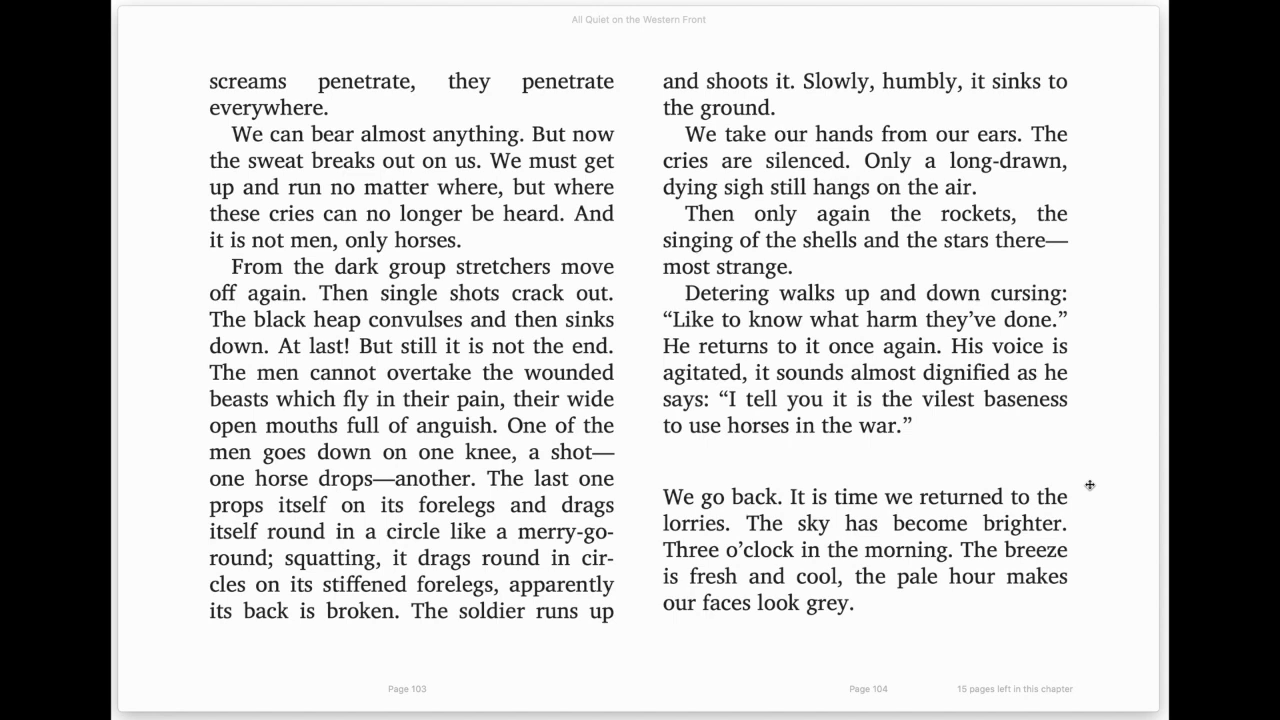 All Quiet on the Western Front
screams penetrate, they penetrate
everywhere.
We can bear almost anything. But now
the sweat breaks out on us. We must get
up and run no matter where, but where
these cries can no longer be heard. And
it is not men, only horses.
From the dark group stretchers move
off again. Then single shots crack out.
The black heap convulses and then sinks
down. At last! But still it is not the end.
The men cannot overtake the wounded
beasts which fly in their pain, their wide
open mouths full of anguish. One of the
men goes down on one knee, a shot—
one horse drops—another. The last one
props itself on its forelegs and drags
itself round in a circle like a merry-go-
round; squatting, it drags round in cir-
cles on its stiffened forelegs, apparently
its back is broken. The soldier runs up
and shoots it. Slowly, humbly, it sinks to
the ground.
We take our hands from our ears. The
cries are silenced. Only a long-drawn,
dying sigh still hangs on the air.
Then only again the rockets, the
singing of the shells and the stars there—
most strange.
Detering walks up and down cursing:
“Like to know what harm they’ve done.”
He returns to it once again. His voice is
agitated, it sounds almost dignified as he
says: “I tell you it is the vilest baseness
to use horses in the war.”
We go back. It is time we returned to the
lorries. The sky has become brighter.
Three o’clock in the morning. The breeze
is fresh and cool, the pale hour makes
our faces look grey.
Page 103
Page 104
15 pages left in this chapter